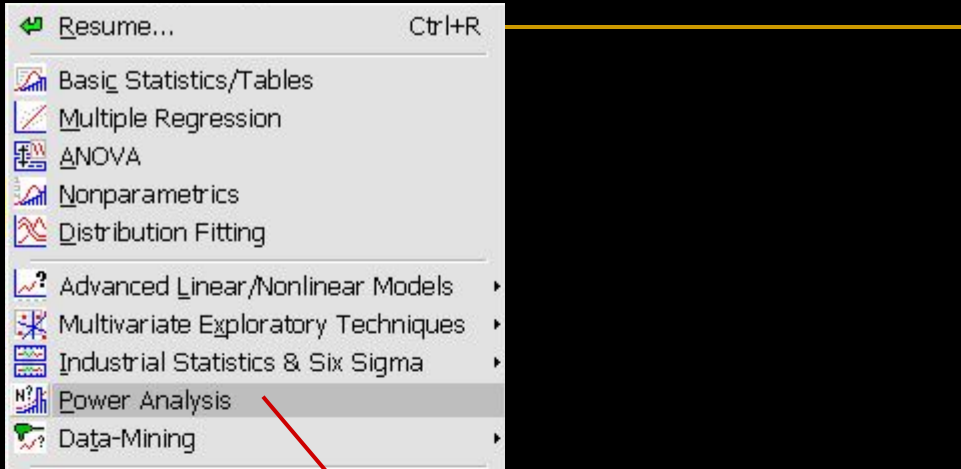 Resume... Ctrl+R
Basic Statistics/Tables
Multiple Regression
ANOVA
Nonparametrics
Distribution Fitting
Advanced Linear/Nonlinear Models
Multivariate Exploratory Techniques
Industrial Statistics & Six Sigma
Power Analysis
Data-Mining